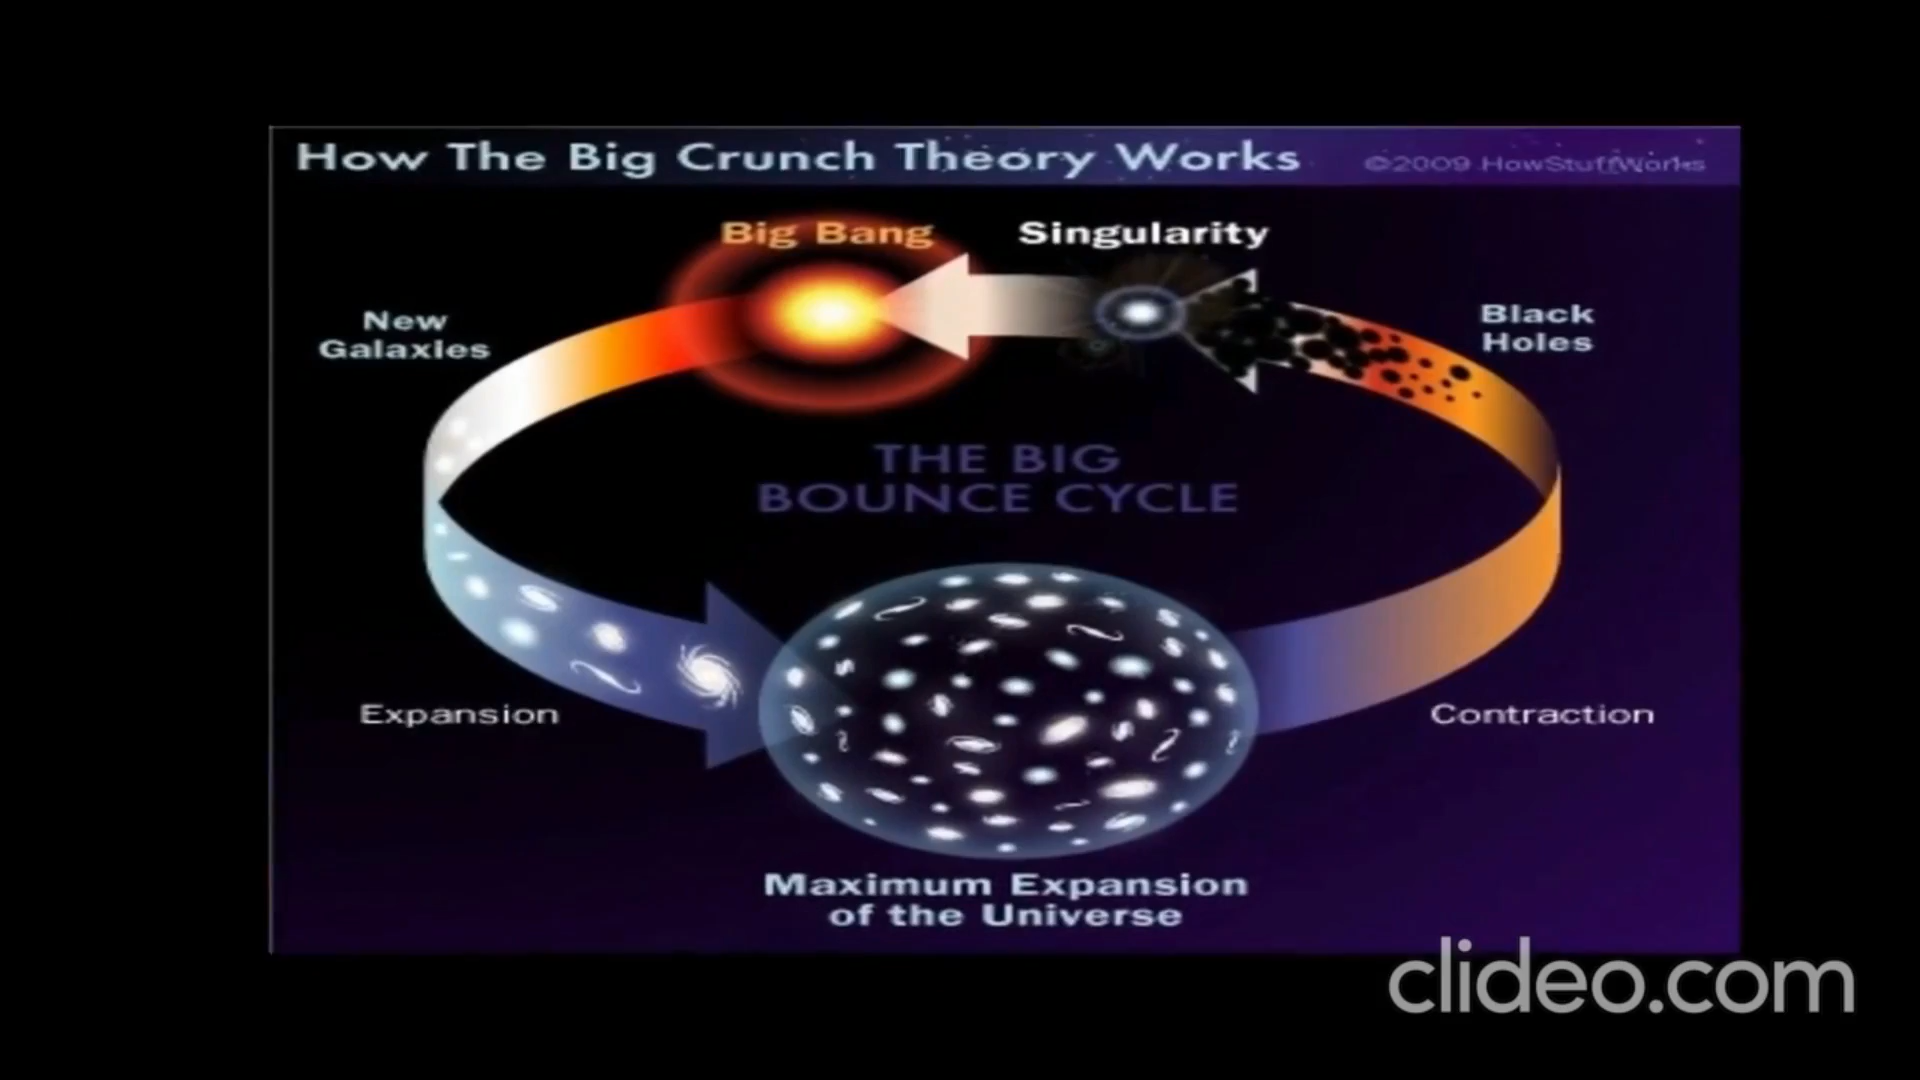 How The Big Crunch Theory Works
©2009 HowStuffWorks
Big Bang
Singularity
New
Galaxies
Black
Holes
THE BIG
BOUNCE CYCLE
Expansion
Contraction
Maximum Expansion
of the Universe
clideo.com